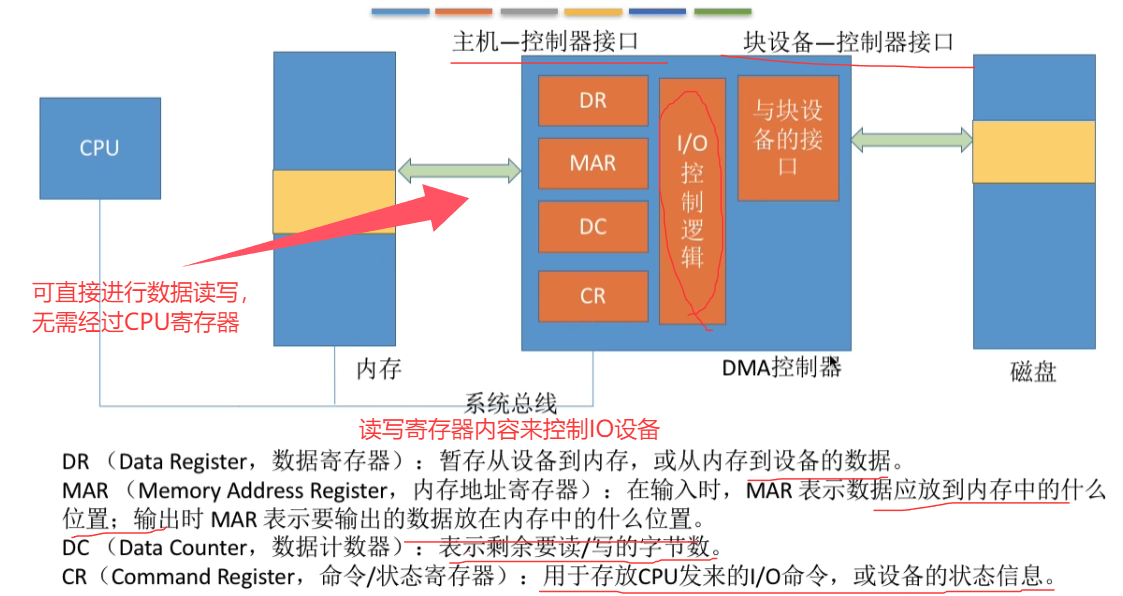 主机—控制器接口
块设备—控制器接口
CPU
DR
MAR
DC
CR
I/O
控
制
逻
辑
与块设
备的接
口
可直接进行数据读写，
无需经过CPU寄存器
内存
DMA控制器
磁盘
系统总线
读写寄存器内容来控制IO设备
DR （Data Register，数据寄存器）：暂存从设备到内存，或从内存到设备的数据。
MAR （Memory Address Register，内存地址寄存器）：在输入时，MAR 表示数据应放到内存中的什么
位置；输出时 MAR 表示要输出的数据放在内存中的什么位置。
DC （Data Counter，数据计数器）：表示剩余要读/写的字节数。
CR（Command Register，命令/状态寄存器）：用于存放CPU发来的I/O命令，或设备的状态信息。